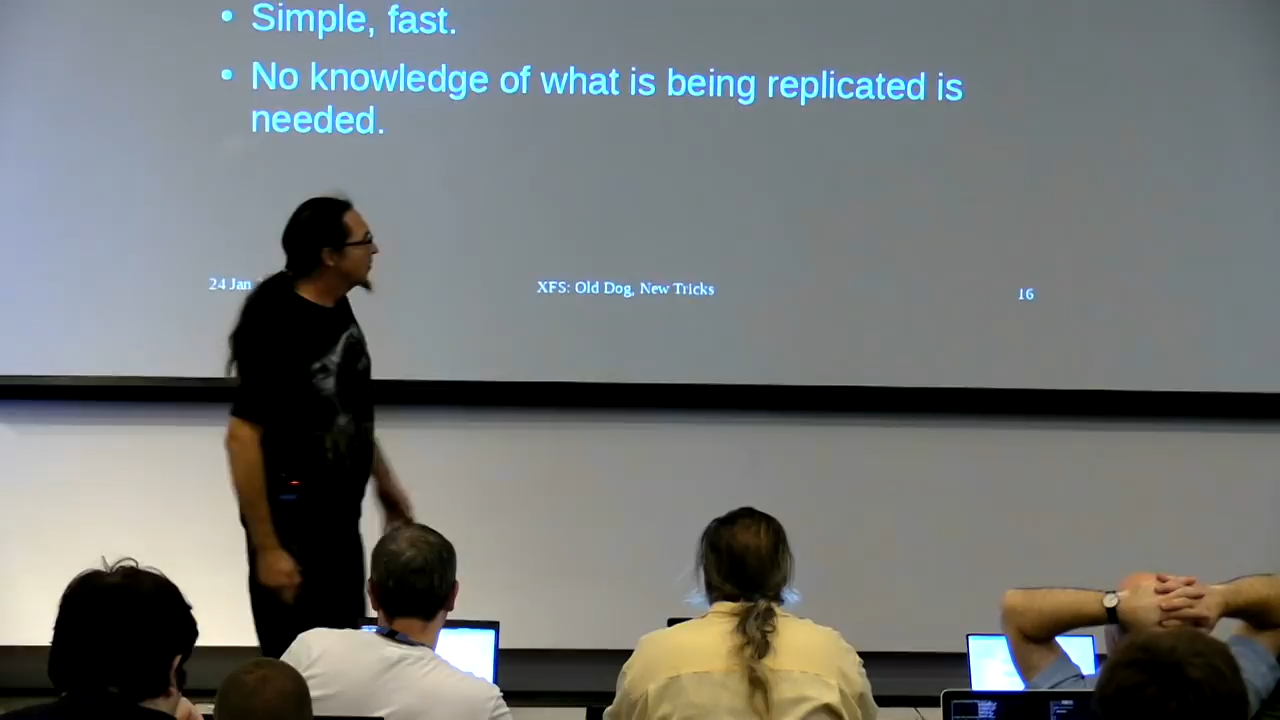 • Simple, fast.
• No knowledge of what is being replicated is
needed.
24 Jan
XFS: Old Dog, New Tricks
16